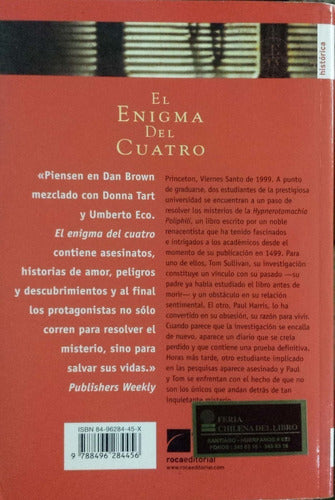 histórica
EL
ENIGMA
DEL
CUATRO
«Piensen en Dan Brown
mezclado con Donna Tart
y Umberto Eco.
El enigma del cuatro
contiene asesinatos,
historias de amor, peligros
y descubrimientos y al final
los protagonistas no sólo
corren para resolver el
misterio, sino para
salvar sus vidas.»
Publishers Weekly
Princeton, Viernes Santo de 1999. A punto
de graduarse, dos estudiantes de la prestigiosa
universidad se encuentran a un paso de
resolver los misterios de la Hypnerotomachia
Poliphili, un libro escrito por un noble
renacentista que ha tenido fascinados
e intrigados a los académicos desde el
momento de su publicación en 1499. Para
uno de ellos, Tom Sullivan, su investigación
constituye un vínculo con su pasado —su
padre ya había estudiado el libro antes de
morir— y un obstáculo en su relación
sentimental. El otro, Paul Harris, lo ha
convertido en su obsesión, su razón para vivir.
Cuando parece que la investigación se encalla
de nuevo, aparece un diario que se creía
perdido y que contiene una prueba definitiva.
Horas más tarde, otro estudiante implicado
en las pesquisas aparece asesinado y Paul
y Tom se enfrentan con el hecho de que no
son los únicos que andan detrás de tan
inquietante misterio.
ISBN 84-96284-45-X
9 788496 284456
rocaeditorial
www.rocaeditorial.com
FERIA
CHILENA DEL LIBRO
SANTIAGO - HUERFANOS # 623